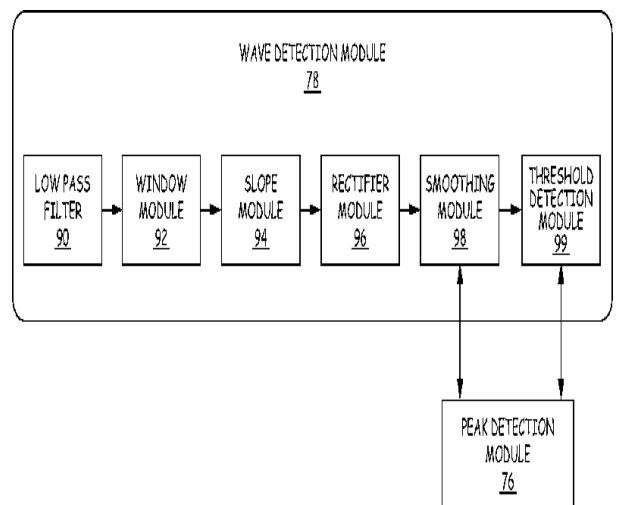 WAVE DETECTION MODULE
78
LOW PASS
FILTER
90
WINDOW
MODULE
92
SLOPE
MODULE
94
RECTIFIER
MODULE
96
SMOOTHING
MODULE
98
THRESHOLD
DETECTION
MODULE
99
PEAK DETECTION
MODULE
76